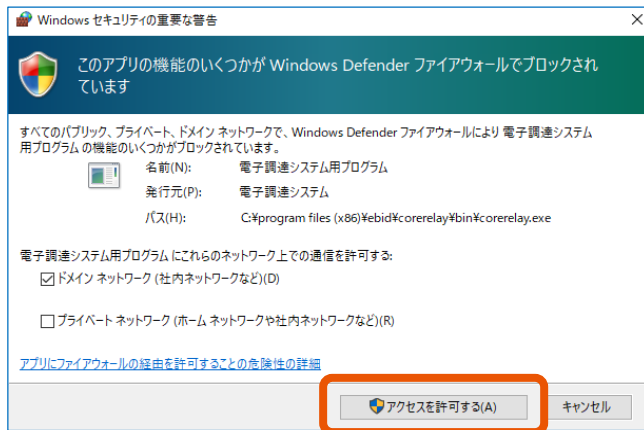 Windows セキュリティの重要な警告
このアプリの機能のいくつかが Windows Defender ファイアウォールでブロックされ
ています
すべてのパブリック、プライベート、ドメイン ネットワークで、Windows Defender ファイアウォールにより 電子調達システム
用プログラム の機能のいくつかがブロックされています。
名前(N): 電子調達システム用プログラム
発行元(P): 電子調達システム
パス(H): C:¥program files (x86)¥ebid¥corerelay¥bin¥corerelay.exe
電子調達システム用プログラム にこれらのネットワーク上での通信を許可する:
ドメイン ネットワーク (社内ネットワークなど)(D)
プライベート ネットワーク (ホーム ネットワークや社内ネットワークなど)(R)
アプリにファイアウォールの経由を許可することの危険性の詳細
アクセスを許可する(A) キャンセル